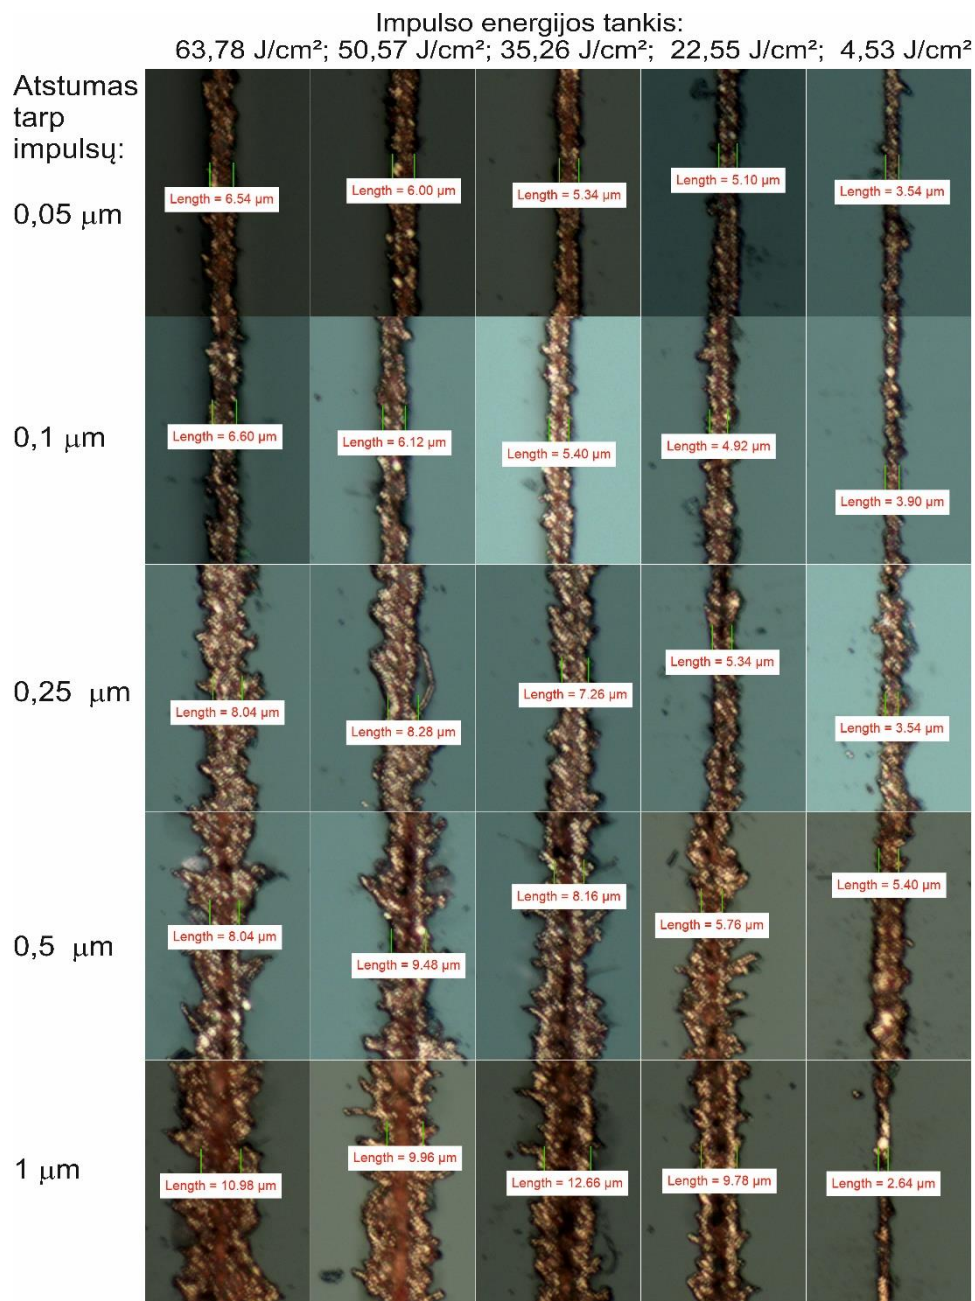 Impulso energijos tankis:
63,78 J/cm²; 50,57 J/cm²; 35,26 J/cm²; 22,55 J/cm²; 4,53 J/cm²
Atstumas
tarp
impulsų:
0,05 μm
Length = 6.54 μm
Length = 6.00 μm
Length = 5.34 μm
Length = 5.10 μm
Length = 3.54 μm
0,1 μm
Length = 6.60 μm
Length = 6.12 μm
Length = 5.40 μm
Length = 4.92 μm
Length = 3.90 μm
0,25 μm
Length = 8.04 μm
Length = 8.28 μm
Length = 7.26 μm
Length = 5.34 μm
Length = 3.54 μm
0,5 μm
Length = 8.04 μm
Length = 9.48 μm
Length = 8.16 μm
Length = 5.76 μm
Length = 5.40 μm
1 μm
Length = 10.98 μm
Length = 9.96 μm
Length = 12.66 μm
Length = 9.78 μm
Length = 2.64 μm